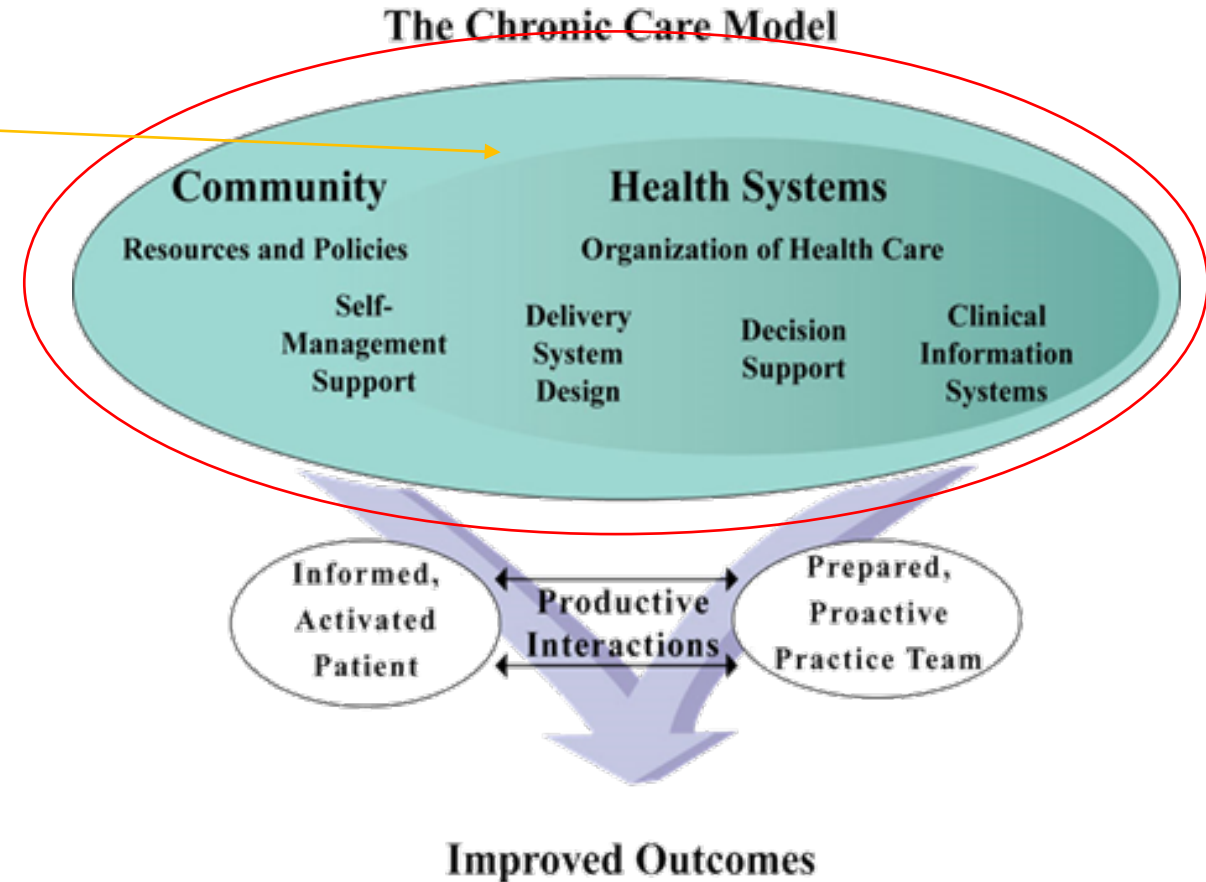 The Chronic Care Model
Community
Health Systems
Resources and Policies
Organization of Health Care
Self-
Management
Support
Delivery
System
Design
Decision
Support
Clinical
Information
Systems
Informed,
Activated
Patient
Productive
Interactions
Prepared,
Proactive
Practice Team
Improved Outcomes